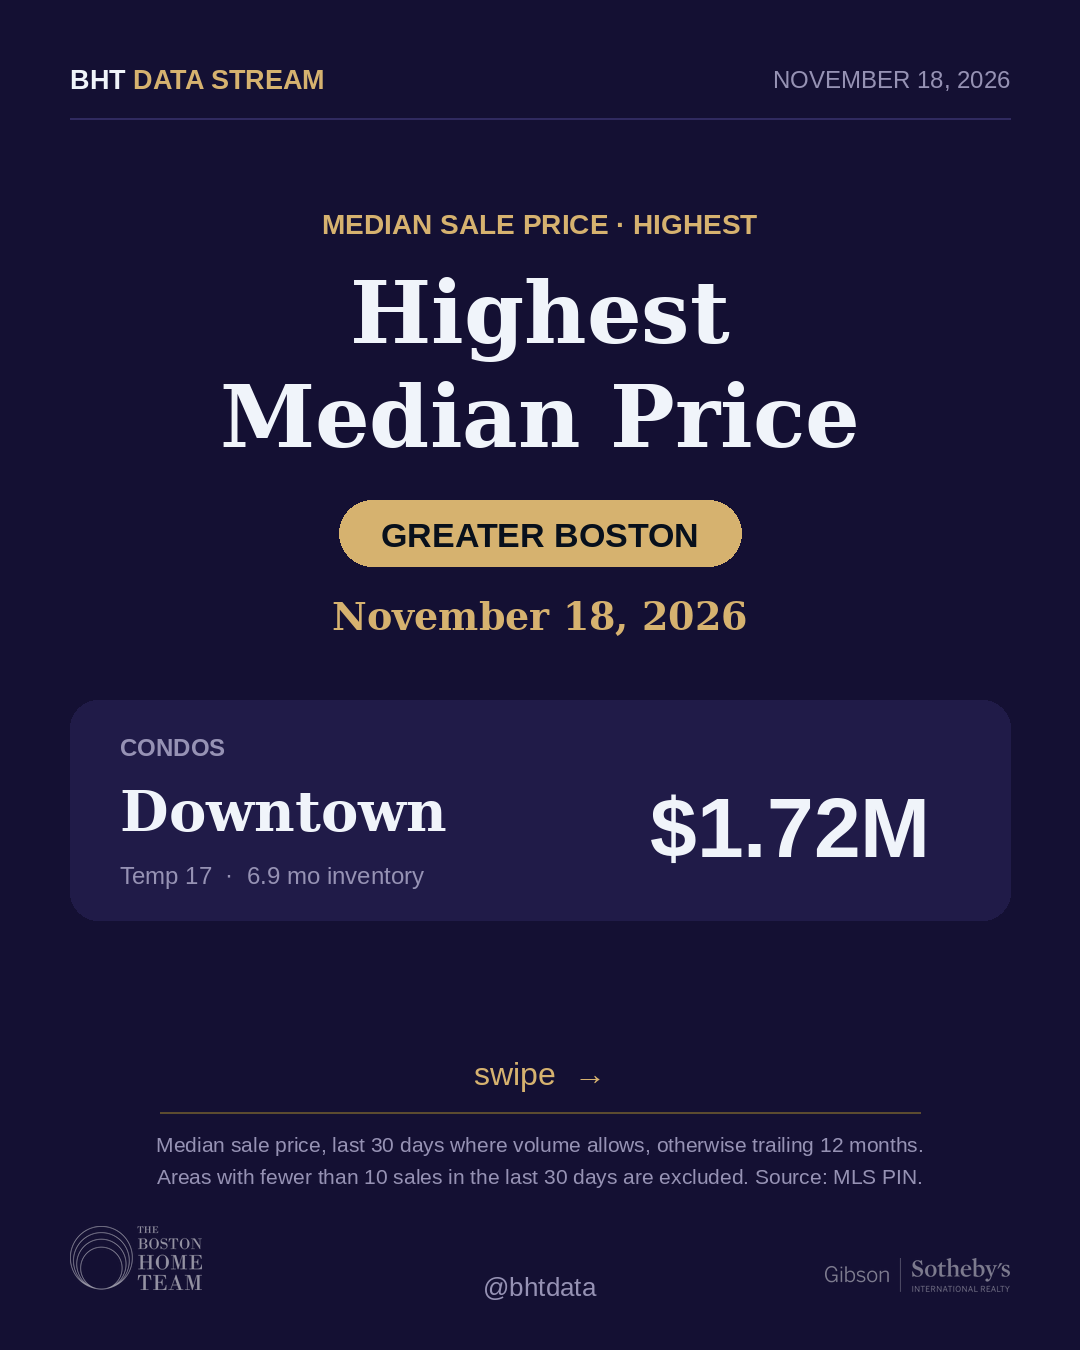 BHT DATA STREAM
NOVEMBER 18, 2026
MEDIAN SALE PRICE · HIGHEST
Highest
Median Price
GREATER BOSTON
November 18, 2026
CONDOS
Downtown
$1.72M
Temp 17 · 6.9 mo inventory
swipe →
Median sale price, last 30 days where volume allows, otherwise trailing 12 months.
Areas with fewer than 10 sales in the last 30 days are excluded. Source: MLS PIN.
THE
BOSTON
HOME
TEAM
@bhtdata
Gibson
Sotheby's
INTERNATIONAL REALTY